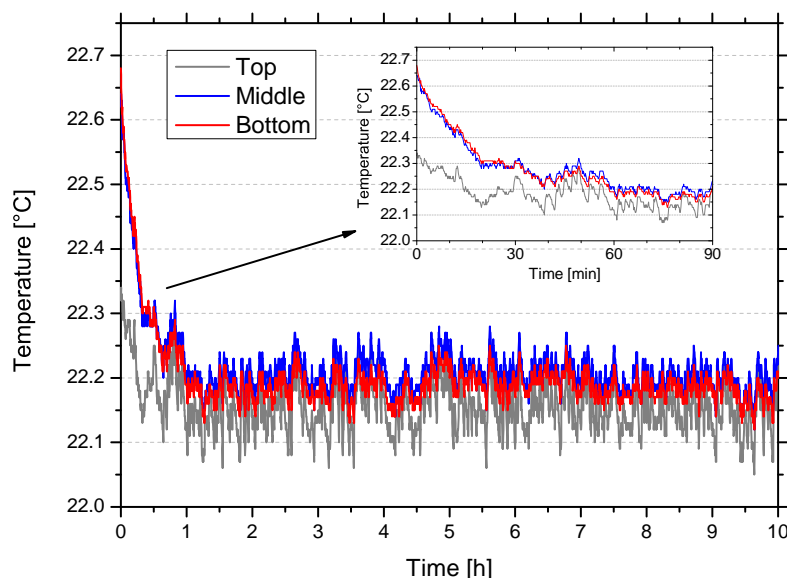 22.7
22.6
22.5
22.4
22.3
22.2
22.1
22.0
Temperature [°C]
0 1 2 3 4 5 6 7 8 9 10
Time [h]
Top
Middle
Bottom
22.7
22.6
22.5
22.4
22.3
22.2
22.1
22.0
Temperature [°C]
0 30 60 90
Time [min]